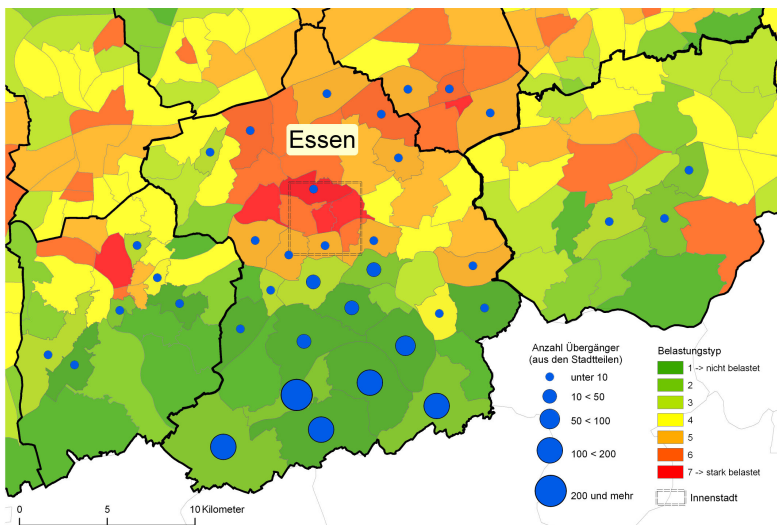 Essen
Anzahl Übergänger
(aus den Stadtteilen)
unter 10
10 < 50
50 < 100
100 < 200
200 und mehr
Belastungstyp
1 -> nicht belastet
2
3
4
5
6
7 -> stark belastet
Innenstadt
0 5 10 Kilometer